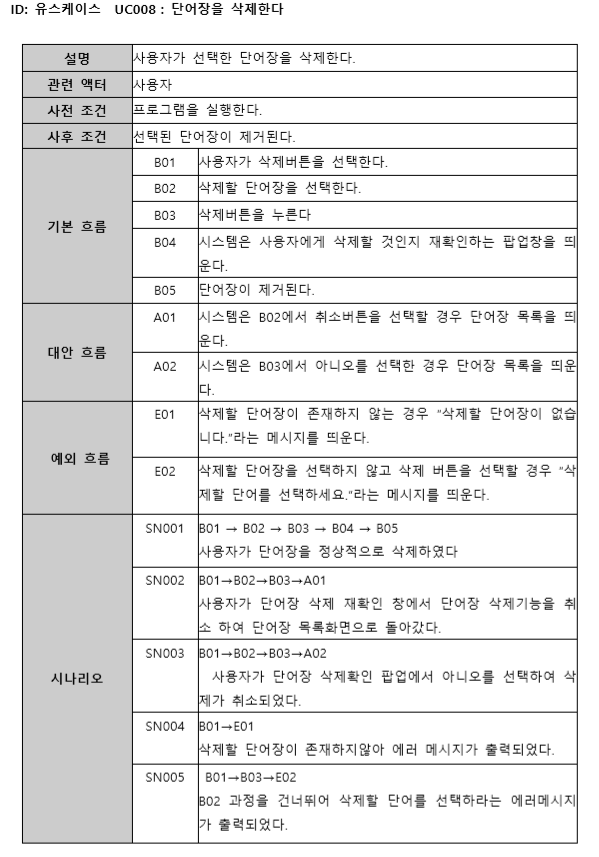 ID: 유스케이스 UC008 : 단어장을 삭제한다
설명 사용자가 선택한 단어장을 삭제한다.
관련 액터 사용자
사전 조건 프로그램을 실행한다.
사후 조건 선택된 단어장이 제거된다.
기본 흐름
B01 사용자가 삭제버튼을 선택한다.
B02 삭제할 단어장을 선택한다.
B03 삭제버튼을 누른다
B04 시스템은 사용자에게 삭제할 것인지 재확인하는 팝업창을 띄
운다.
B05 단어장이 제거된다.
대안 흐름
A01 시스템은 B02에서 취소버튼을 선택할 경우 단어장 목록을 띄
운다.
A02 시스템은 B03에서 아니오를 선택한 경우 단어장 목록을 띄운
다.
예외 흐름
E01 삭제할 단어장이 존재하지 않는 경우 “삭제할 단어장이 없습
니다.”라는 메시지를 띄운다.
E02 삭제할 단어장을 선택하지 않고 삭제 버튼을 선택할 경우 “삭
제할 단어를 선택하세요.”라는 메시지를 띄운다.
시나리오
SN001 B01 → B02 → B03 → B04 → B05
사용자가 단어장을 정상적으로 삭제하였다
SN002 B01→B02→B03→A01
사용자가 단어장 삭제 재확인 창에서 단어장 삭제기능을 취
소 하여 단어장 목록화면으로 돌아갔다.
SN003 B01→B02→B03→A02
사용자가 단어장 삭제확인 팝업에서 아니오를 선택하여 삭
제가 취소되었다.
SN004 B01→E01
삭제할 단어장이 존재하지않아 에러 메시지가 출력되었다.
SN005 B01→B03→E02
B02 과정을 건너뛰어 삭제할 단어를 선택하라는 에러메시지
가 출력되었다.